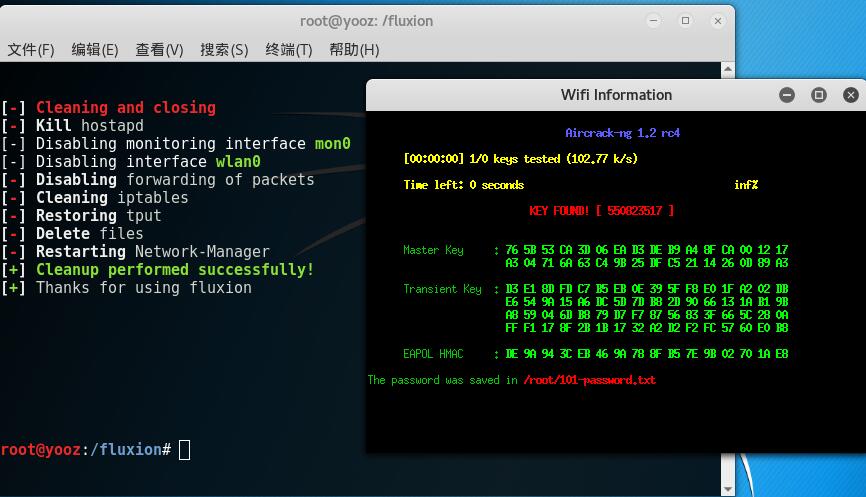 root@yooz: /fluxion
文件(F) 编辑(E) 查看(V) 搜索(S) 终端(T) 帮助(H)
[-] Cleaning and closing
[-] Kill hostapd
[-] Disabling monitoring interface mon0
[-] Disabling interface wlan0
[-] Disabling forwarding of packets
[-] Cleaning iptables
[-] Restoring tput
[-] Delete files
[-] Restarting Network-Manager
[+] Cleanup performed successfully!
[+] Thanks for using fluxion
root@yooz:/fluxion#
Wifi Information
Aircrack-ng 1.2 rc4
[00:00:00] 1/0 keys tested (102.77 k/s)
Time left: 0 seconds inf%
KEY FOUND! [ 550023517 ]
Master Key : 76 5B 53 CA 3D 06 EA D3 DE B9 A4 8F CA 00 12 17
A3 04 71 6A 63 C4 9B 25 DF C5 21 14 26 0D 89 A3
Transient Key : D3 E1 8D FD C7 B5 EB 0E 39 5F F8 E0 1F A2 02 DB
E6 54 9A 15 A6 DC 5D 7D B8 2D 90 66 13 1A B1 9B
A8 59 04 6D D8 79 D7 F7 87 56 83 3F 66 5C 28 0A
FF F1 17 8F 2B 1B 17 32 A2 D2 F2 FC 57 60 E0 B8
EAPOL HMAC : DE 9A 94 3C EB 46 9A 78 8F B5 7E 9B 02 70 1A E8
The password was saved in /root/101-password.txt